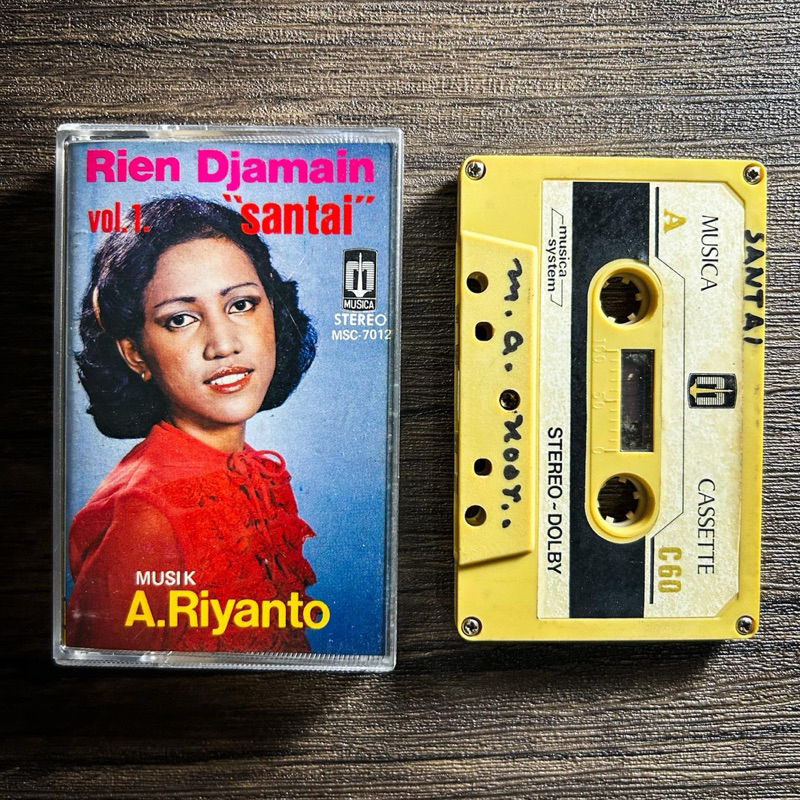 Rien Djamain
vol.1. "santai"
MUSICA
STEREO
MSC-7012
MUSIK
A.Riyanto
SANTAI
MUSICA CASSETTE
A C60
musica
system
STEREO-DOLBY